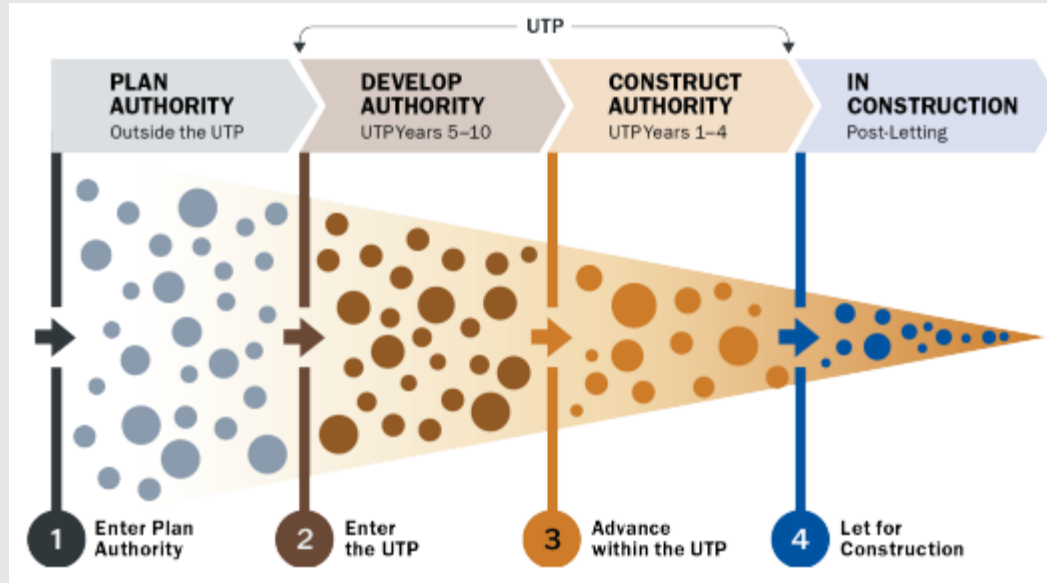 UTP
PLAN
AUTHORITY
Outside the UTP
DEVELOP
AUTHORITY
UTP Years 5–10
CONSTRUCT
AUTHORITY
UTP Years 1–4
IN
CONSTRUCTION
Post-Letting
1
Enter Plan
Authority
2
Enter
the UTP
3
Advance
within the UTP
4
Let for
Construction